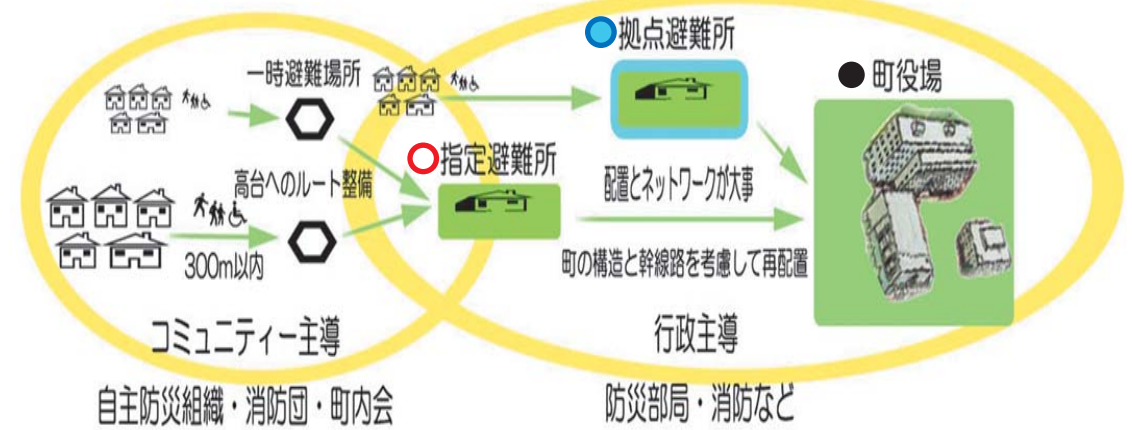 拠点避難所
町役場
一時避難場所
指定避難所
配置とネットワークが大事
高台へのルート整備
300m以内
町の構造と幹線路を考慮して再配置
コミュニティー主導
行政主導
自主防災組織・消防団・町内会
防災部局・消防など